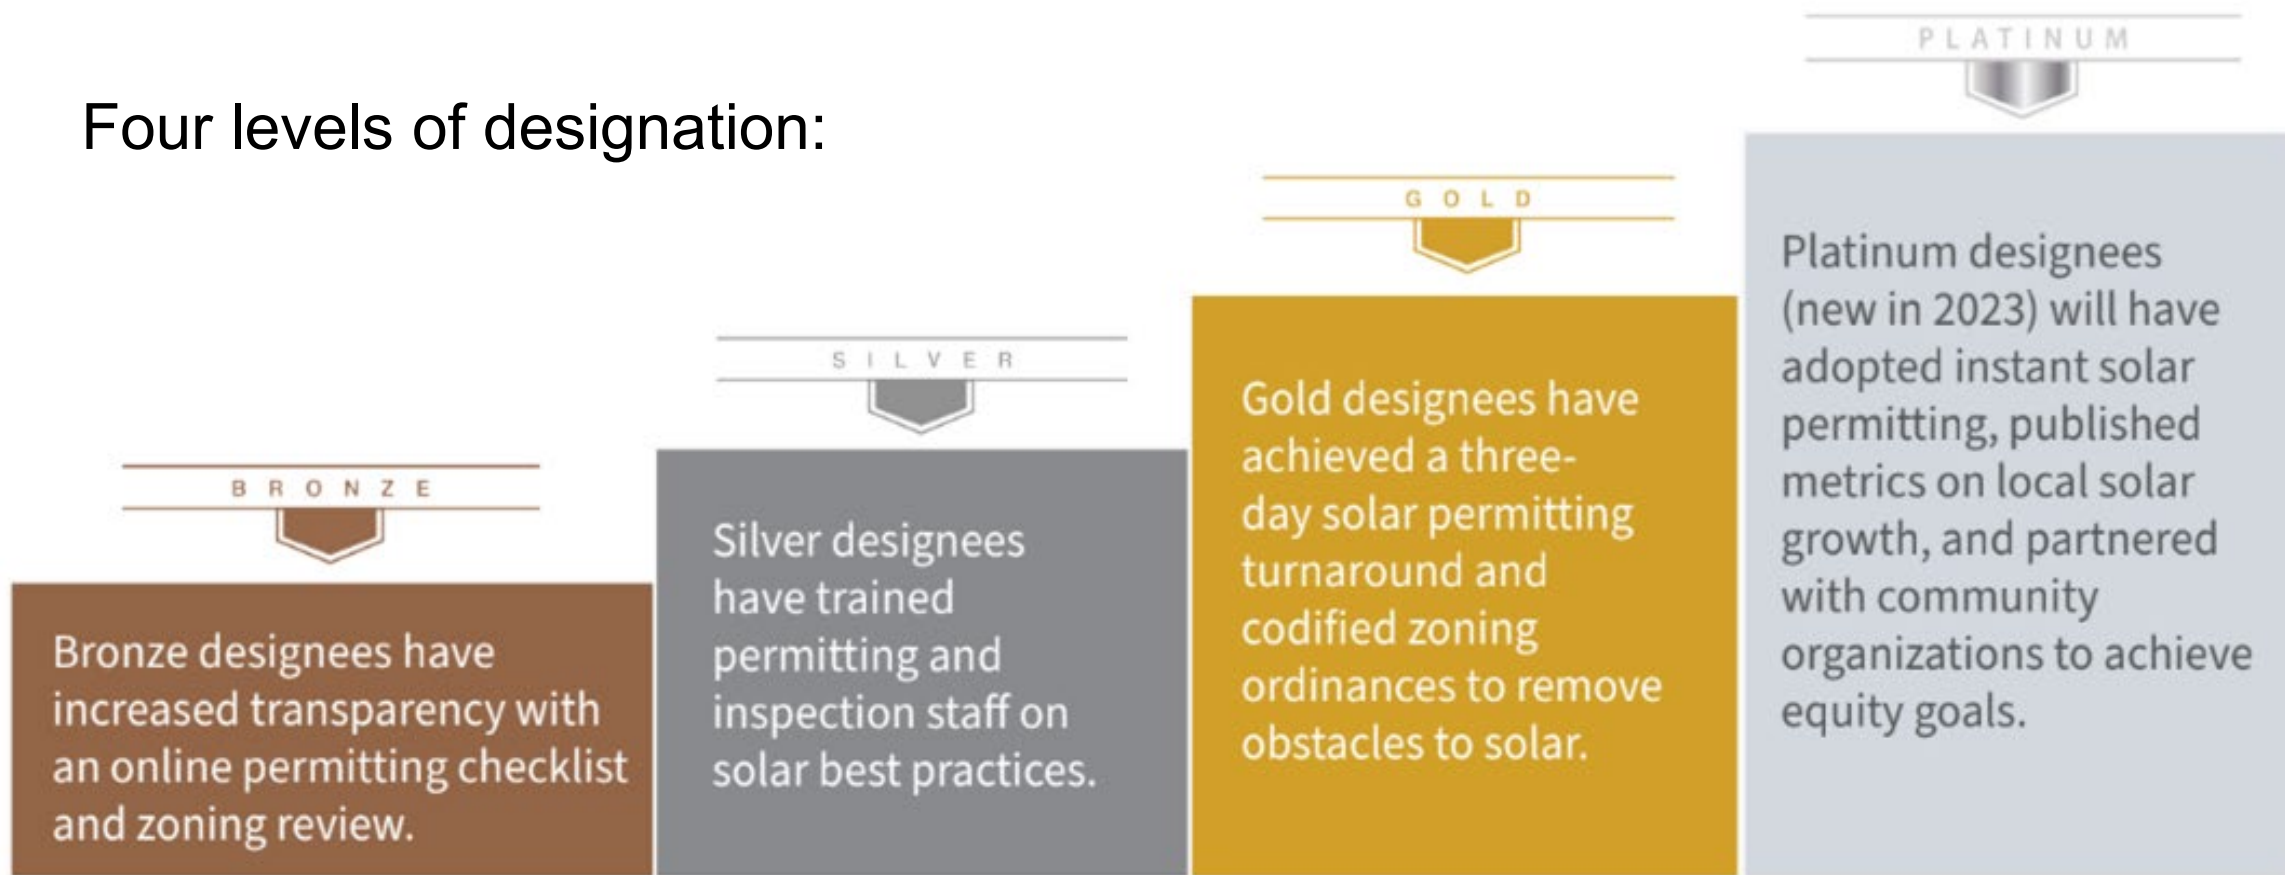 Four levels of designation:
BRONZE
Bronze designees have
increased transparency with
an online permitting checklist
and zoning review.
SILVER
Silver designees
have trained
permitting and
inspection staff on
solar best practices.
GOLD
Gold designees have
achieved a three-
day solar permitting
turnaround and
codified zoning
ordinances to remove
obstacles to solar.
PLATINUM
Platinum designees
(new in 2023) will have
adopted instant solar
permitting, published
metrics on local solar
growth, and partnered
with community
organizations to achieve
equity goals.